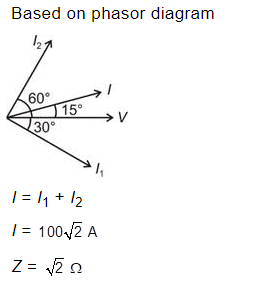 Based on phasor diagram
I₂
60°
I
15°
V
30°
I₁
I = I₁ + I₂
I = 100√2 A
Z = √2 Ω